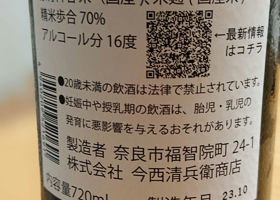 精米歩合 70%
アルコール分 16度
最新情報
はコチラ
●20歳未満の飲酒は法律で禁止されています。
●妊娠中や授乳期の飲酒は、胎児・乳児の
発育に悪影響を与えるおそれがあります。
製造者 奈良市福智院町 24-1
株式会社 今西清兵衛商店
内容量720ml
製造年月 23.10